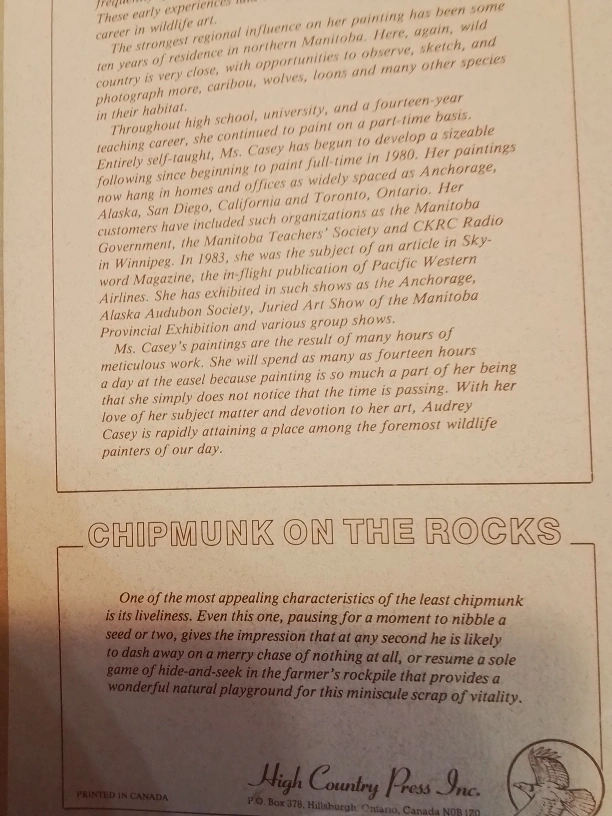 frequently
These early experiences
career in wildlife art.
The strongest regional influence on her painting has been some
ten years of residence in northern Manitoba. Here, again, wild
country is very close, with opportunities to observe, sketch, and
photograph more, caribou, wolves, loons and many other species
in their habitat.
Throughout high school, university, and a fourteen-year
teaching career, she continued to paint on a part-time basis.
Entirely self-taught, Ms. Casey has begun to develop a sizeable
following since beginning to paint full-time in 1980. Her paintings
now hang in homes and offices as widely spaced as Anchorage,
Alaska, San Diego, California and Toronto, Ontario. Her
customers have included such organizations as the Manitoba
Government, the Manitoba Teachers' Society and CKRC Radio
in Winnipeg. In 1983, she was the subject of an article in Sky-
word Magazine, the in-flight publication of Pacific Western
Airlines. She has exhibited in such shows as the Anchorage,
Alaska Audubon Society, Juried Art Show of the Manitoba
Provincial Exhibition and various group shows.
Ms. Casey's paintings are the result of many hours of
meticulous work. She will spend as many as fourteen hours
a day at the easel because painting is so much a part of her being
that she simply does not notice that the time is passing. With her
love of her subject matter and devotion to her art, Audrey
Casey is rapidly attaining a place among the foremost wildlife
painters of our day.
CHIPMUNK ON THE ROCKS
One of the most appealing characteristics of the least chipmunk
is its liveliness. Even this one, pausing for a moment to nibble a
seed or two, gives the impression that at any second he is likely
to dash away on a merry chase of nothing at all, or resume a sole
game of hide-and-seek in the farmer's rockpile that provides a
wonderful natural playground for this miniscule scrap of vitality.
High Country Press Inc.
PRINTED IN CANADA
P.O. Box 378, Hillsburgh Ontario, Canada N0B 1Z0